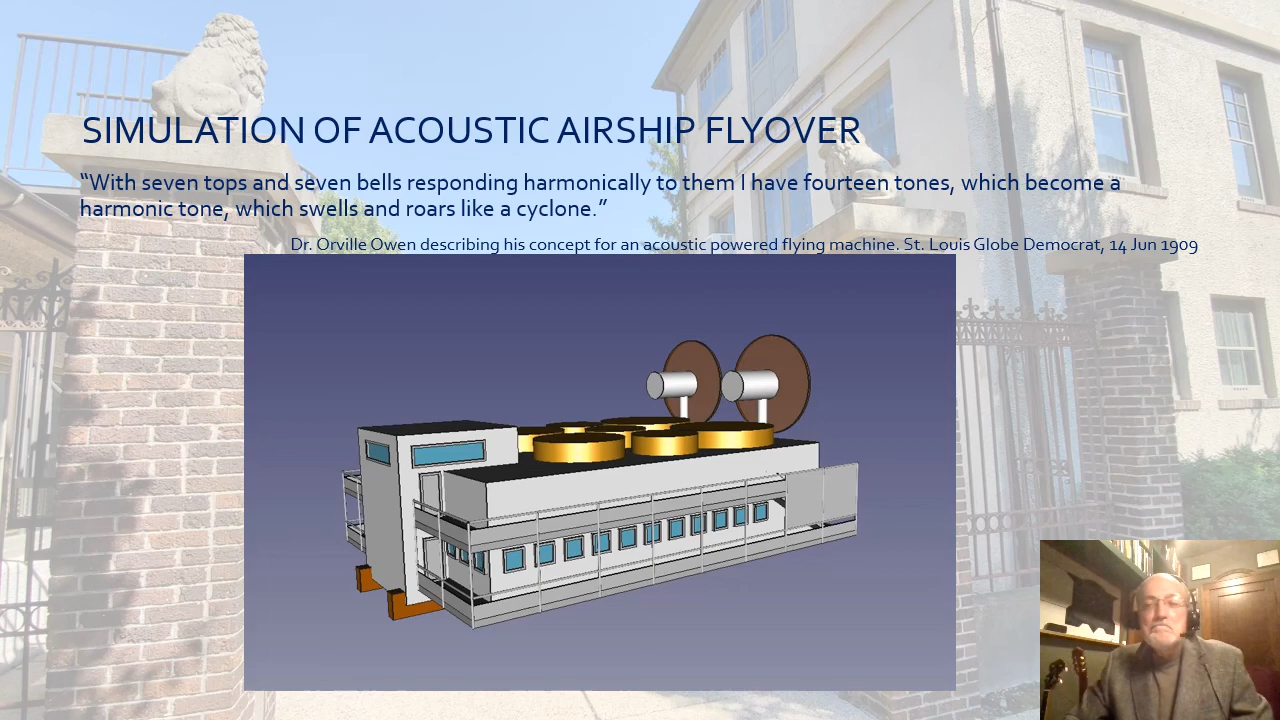 SIMULATION OF ACOUSTIC AIRSHIP FLYOVER
“With seven tops and seven bells responding harmonically to them I have fourteen tones, which become a
harmonic tone, which swells and roars like a cyclone.”
Dr. Orville Owen describing his concept for an acoustic powered flying machine. St. Louis Globe Democrat, 14 Jun 1909